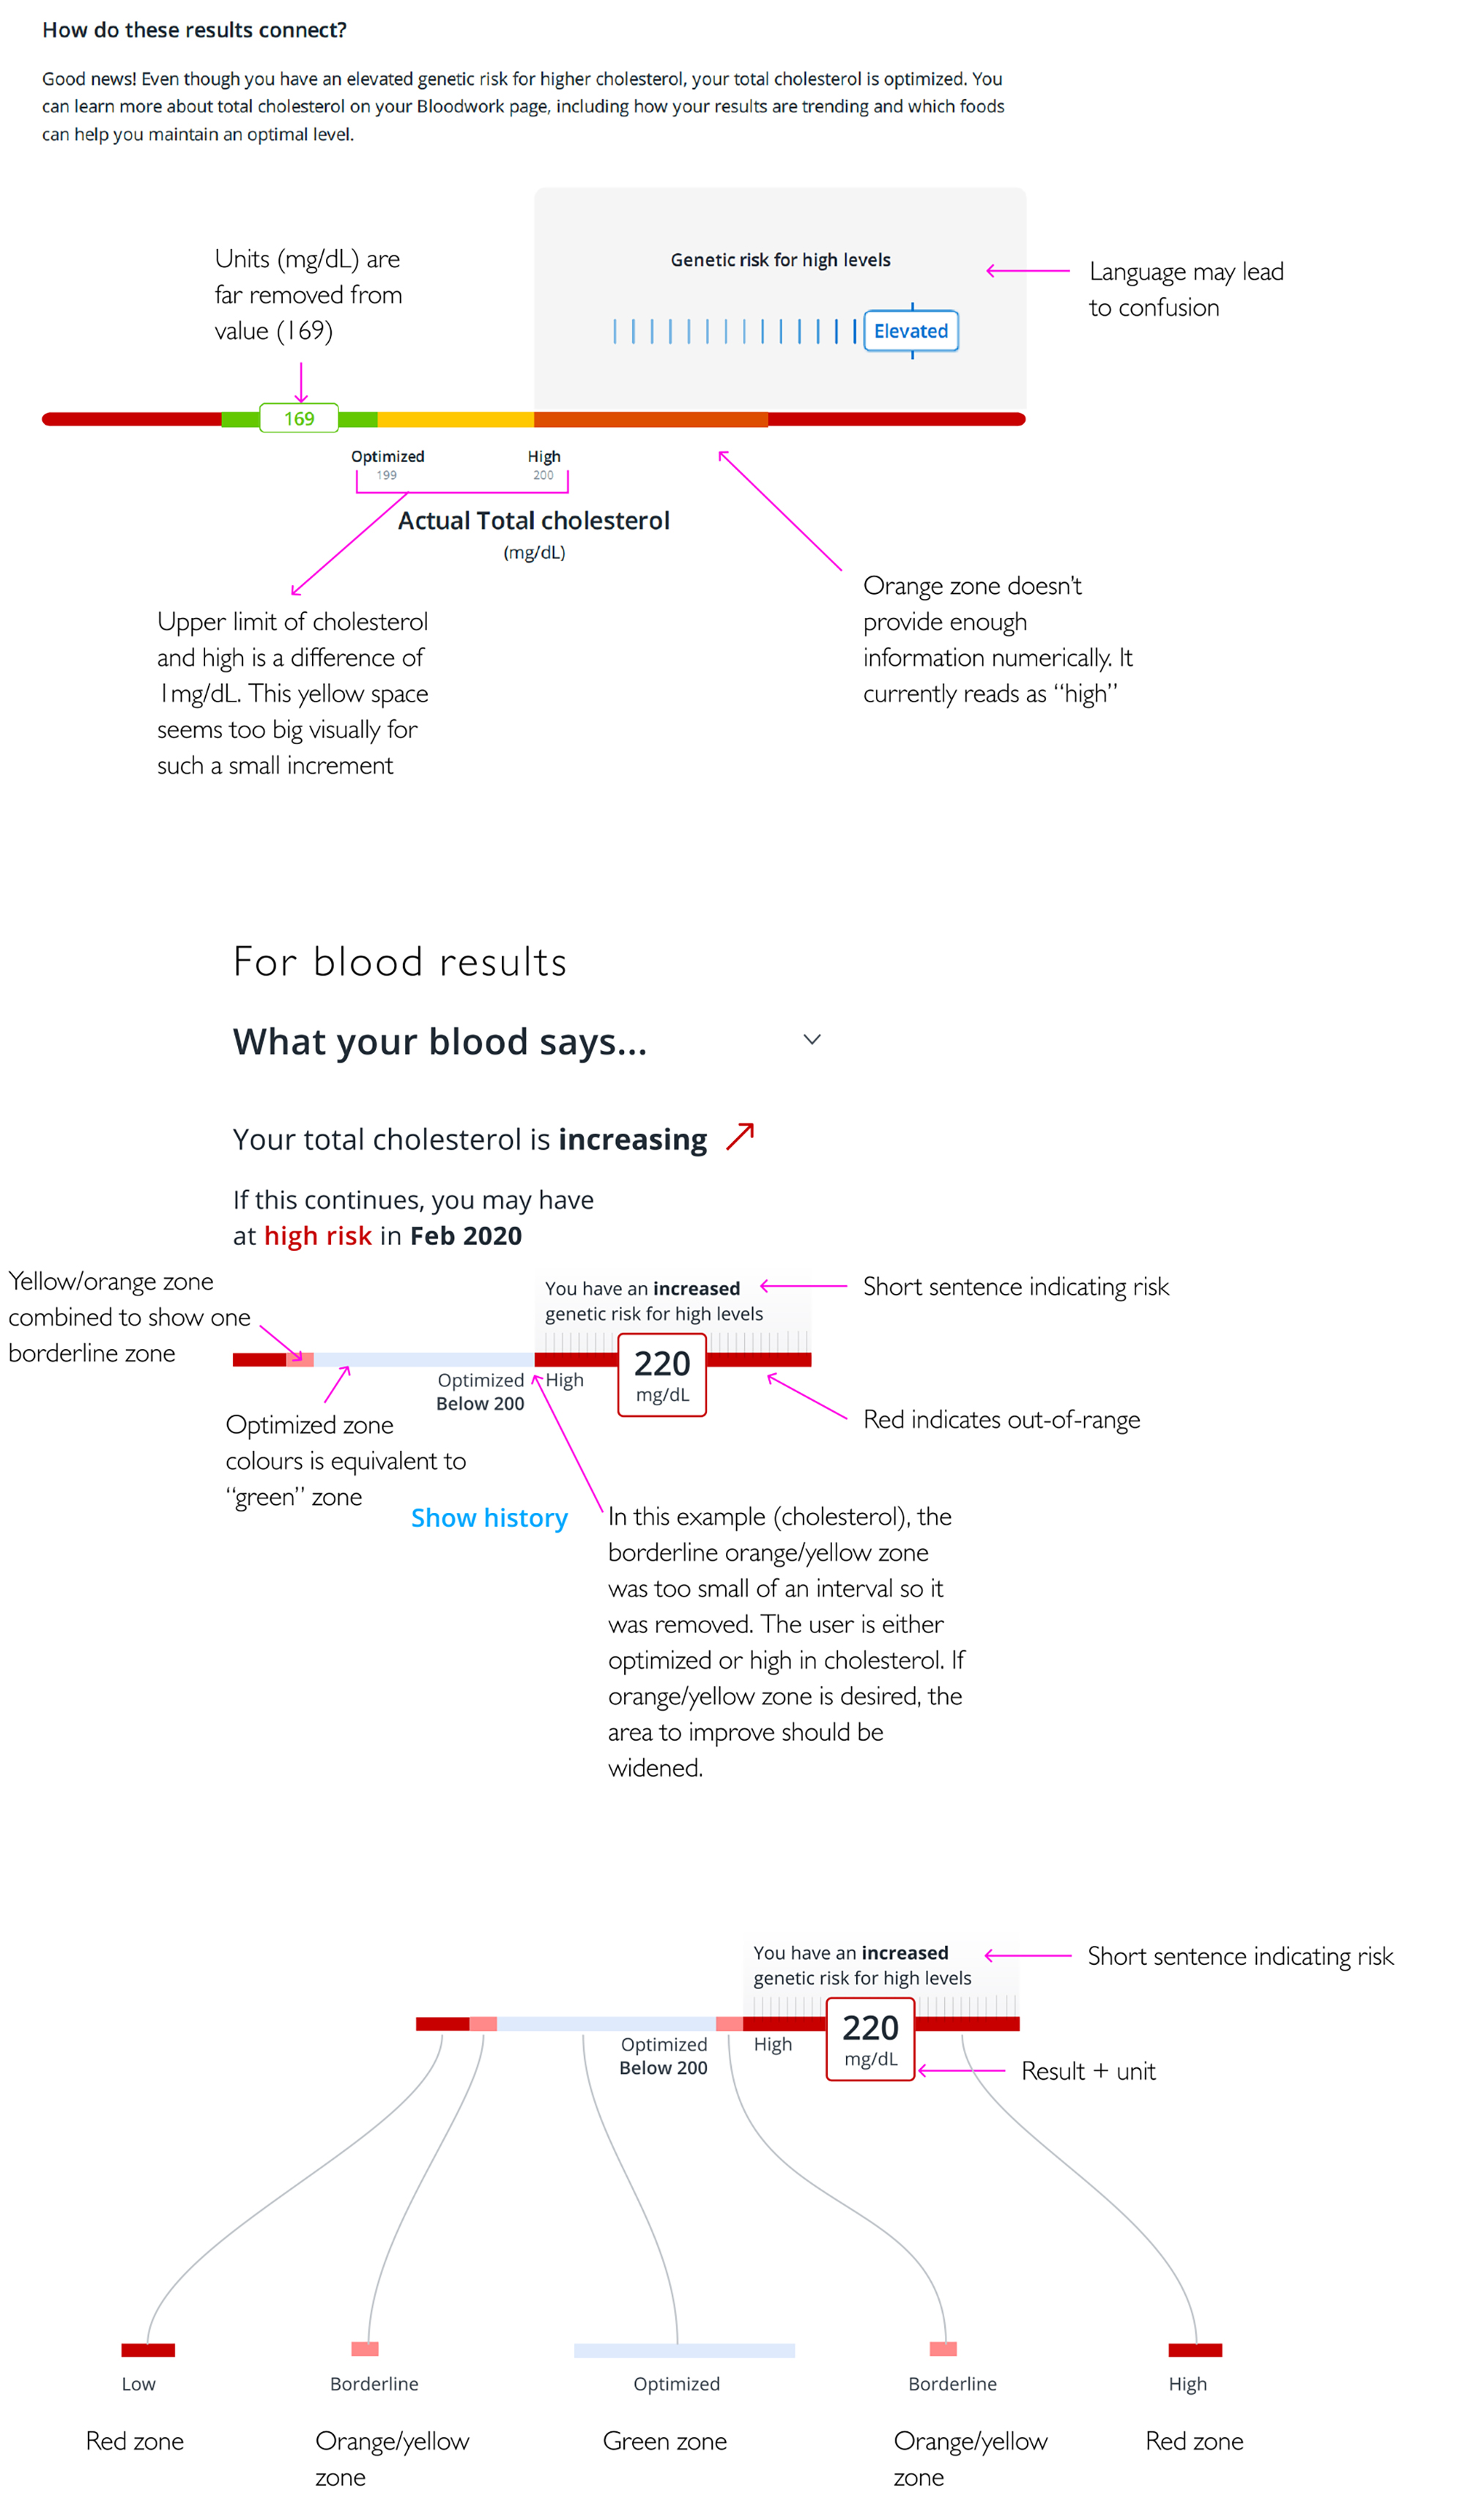 How do these results connect?
Good news! Even though you have an elevated genetic risk for higher cholesterol, your total cholesterol is optimized. You
can learn more about total cholesterol on your Bloodwork page, including how your results are trending and which foods
can help you maintain an optimal level.
Units (mg/dL) are
far removed from
value (169)
Genetic risk for high levels
Elevated
Language may lead
to confusion
169
Optimized
199
High
200
Actual Total cholesterol
(mg/dL)
Upper limit of cholesterol
and high is a difference of
1mg/dL. This yellow space
seems too big visually for
such a small increment
Orange zone doesn't
provide enough
information numerically. It
currently reads as “high”
For blood results
What your blood says...
Your total cholesterol is increasing
If this continues, you may have
at high risk in Feb 2020
Yellow/orange zone
combined to show one
borderline zone
You have an increased
genetic risk for high levels
Short sentence indicating risk
220
mg/dL
Optimized
Below 200
High
Red indicates out-of-range
Optimized zone
colours is equivalent to
“green” zone
Show history
In this example (cholesterol), the
borderline orange/yellow zone
was too small of an interval so it
was removed. The user is either
optimized or high in cholesterol. If
orange/yellow zone is desired, the
area to improve should be
widened.
You have an increased
genetic risk for high levels
Short sentence indicating risk
220
mg/dL
Optimized
Below 200
High
Result + unit
Low
Borderline
Optimized
Borderline
High
Red zone
Orange/yellow
zone
Green zone
Orange/yellow
zone
Red zone